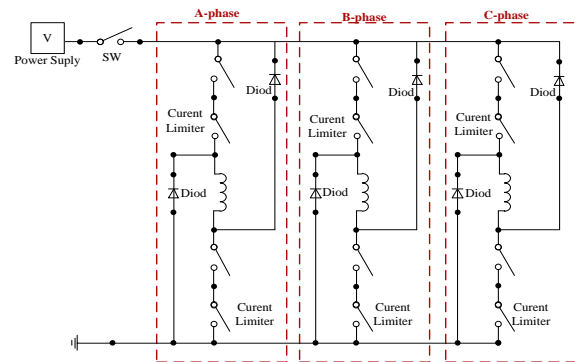 A-phase
B-phase
C-phase
V
Power Suply
SW
Diod
Diod
Diod
Curent
Limiter
Curent
Limiter
Curent
Limiter
Diod
Diod
Diod
Curent
Limiter
Curent
Limiter
Curent
Limiter